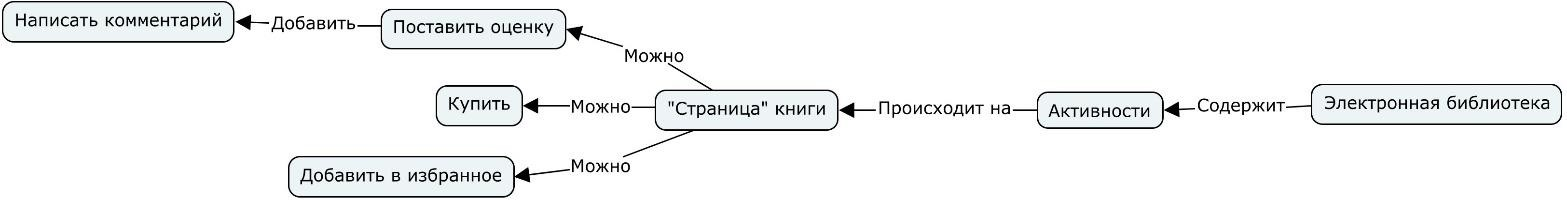 Написать комментарий
Добавить
Поставить оценку
Можно
Купить
Можно
"Страница" книги
Происходит на
Активности
Содержит
Электронная библиотека
Можно
Добавить в избранное